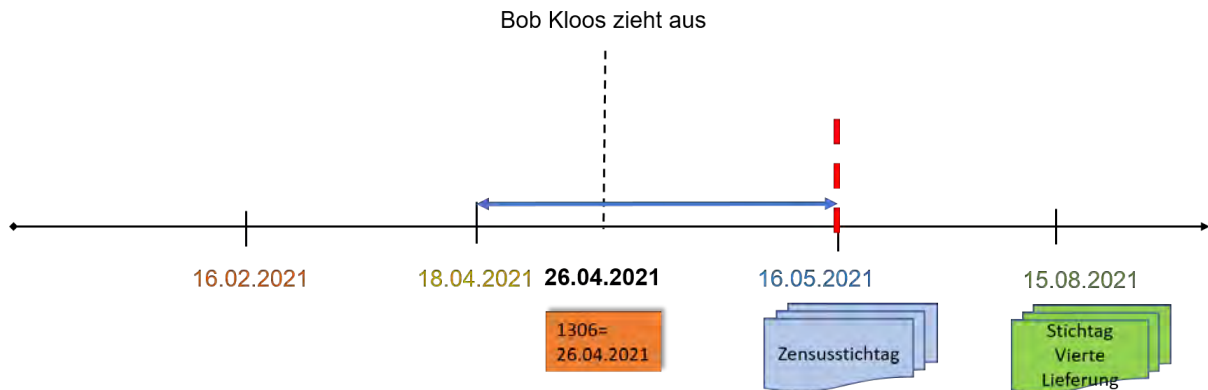 Bob Kloos zieht aus
16.02.2021
18.04.2021
26.04.2021
16.05.2021
15.08.2021
1306=
26.04.2021
Zensusstichtag
Stichtag
Vierte
Lieferung